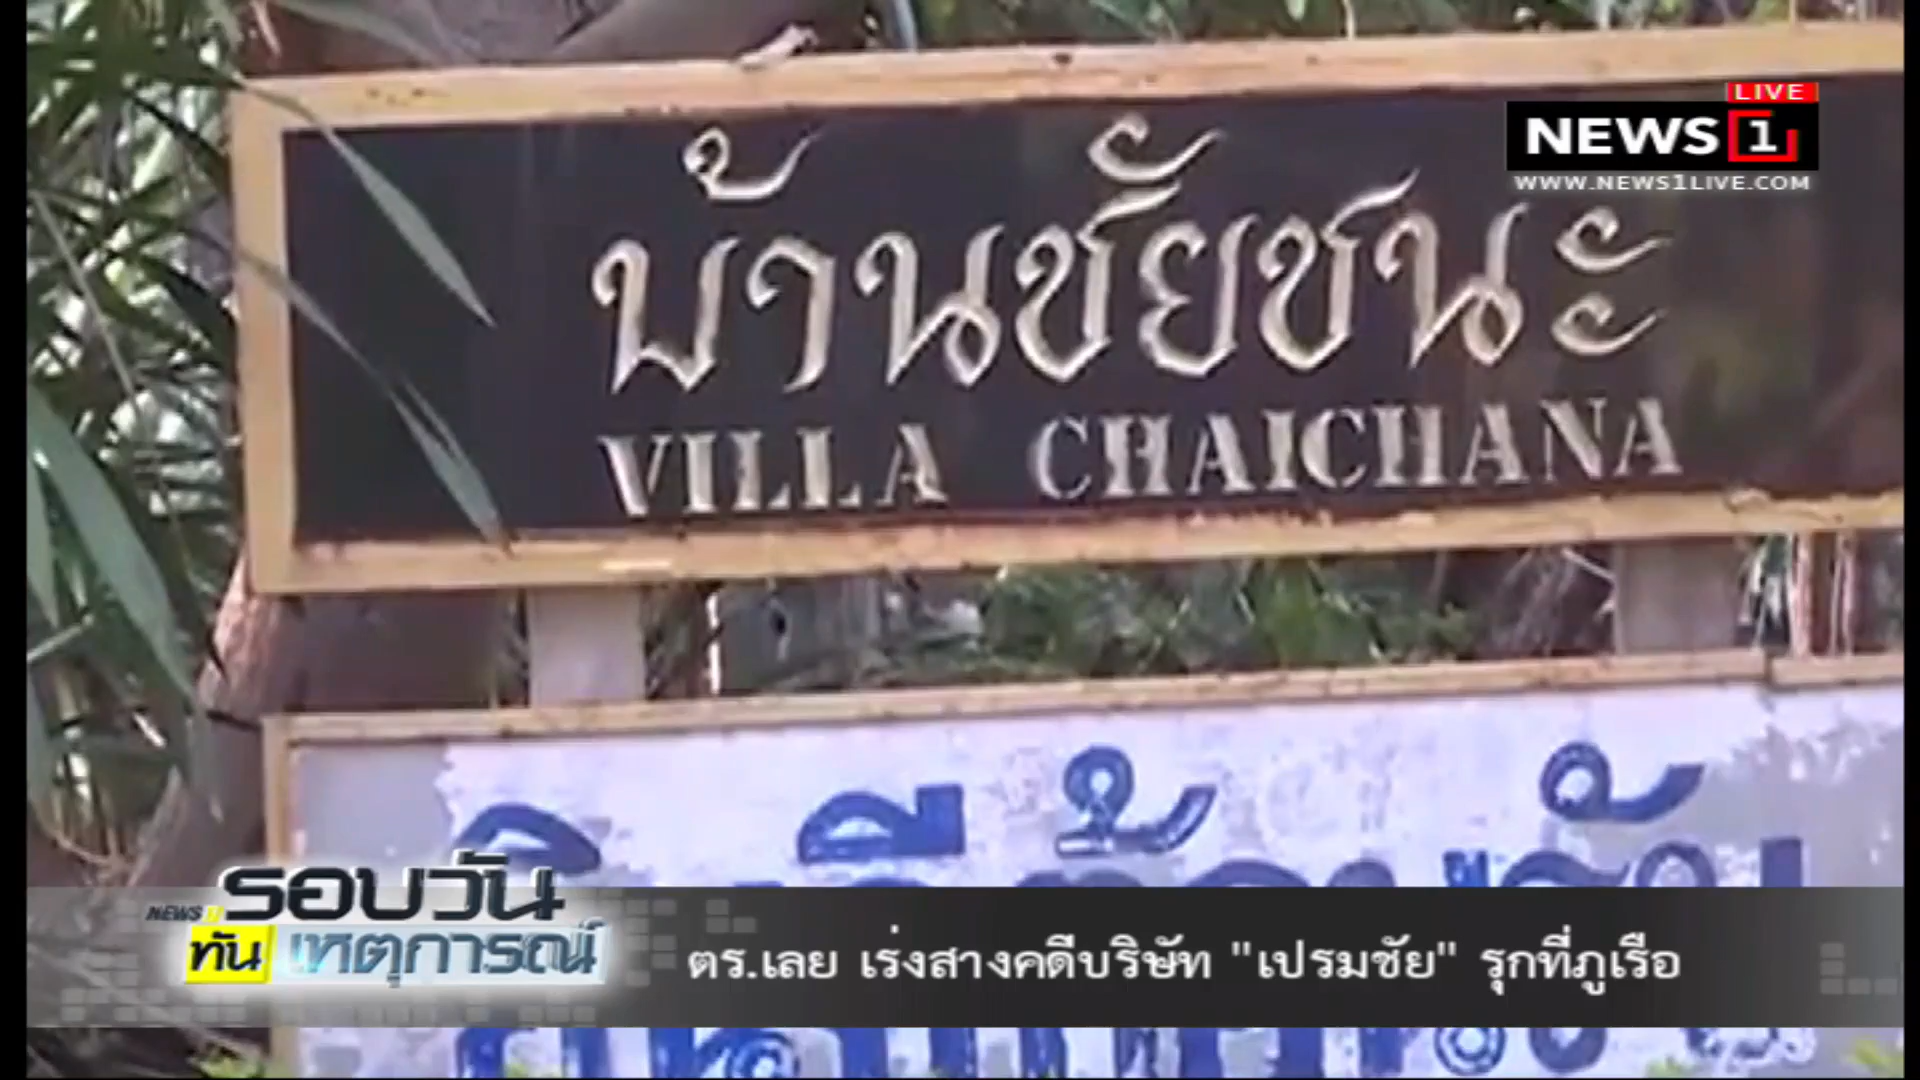 LIVE
NEWS 1
WWW.NEWS1LIVE.COM
บ้านชัยชนะ
VILLA CHAICHANA
NEWS 1 รอบวัน
ทัน เหตุการณ์
ตร.เลย เร่งสางคดีบริษัท "เปรมชัย" รุกที่ภูเรือ